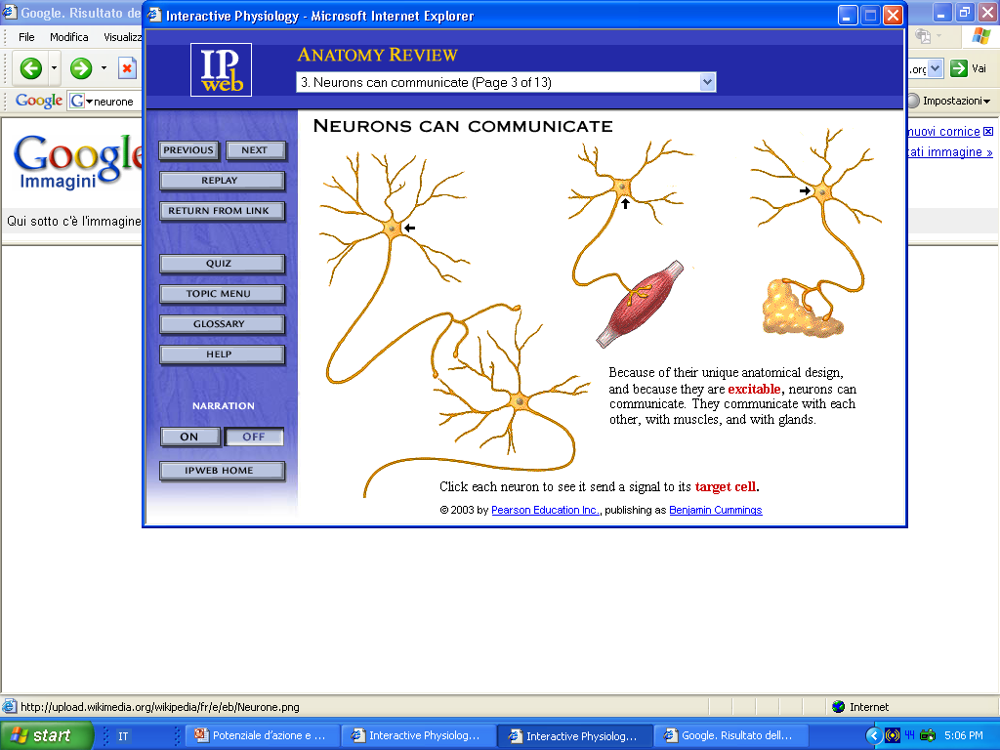 Google. Risultato de
Interactive Physiology - Microsoft Internet Explorer
File Modifica Visualizz
.org Vai
Google G neurone Impostazioni
IP web
ANATOMY REVIEW
3. Neurons can communicate (Page 3 of 13)
Google
Immagini
nuovi cornice
tati immagine »
Qui sotto c'è l'immagine
PREVIOUS NEXT
REPLAY
RETURN FROM LINK
QUIZ
TOPIC MENU
GLOSSARY
HELP
NARRATION
ON OFF
IPWEB HOME
NEURONS CAN COMMUNICATE
Because of their unique anatomical design,
and because they are excitable, neurons can
communicate. They communicate with each
other, with muscles, and with glands.
Click each neuron to see it send a signal to its target cell.
© 2003 by Pearson Education Inc., publishing as Benjamin Cummings
http://upload.wikimedia.org/wikipedia/fr/e/eb/Neurone.png Internet
start IT Potenziale d'azione e ... Interactive Physiolog... Interactive Physiolog... Google. Risultato dell... 44 5:06 PM